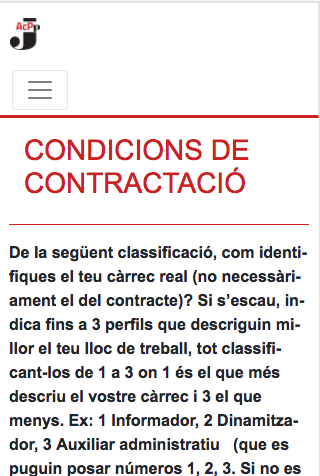 AcPp
J
CONDICIONS DE
CONTRACTACIÓ
De la següent classificació, com identi-
fiques el teu càrrec real (no necessàri-
ament el del contracte)? Si s'escau, in-
dica fins a 3 perfils que descriguin mi-
llor el teu lloc de treball, tot classifi-
cant-los de 1 a 3 on 1 és el que més
descriu el vostre càrrec i 3 el que
menys. Ex: 1 Informador, 2 Dinamitza-
dor, 3 Auxiliar administratiu (que es
puguin posar números 1, 2, 3. Si no es